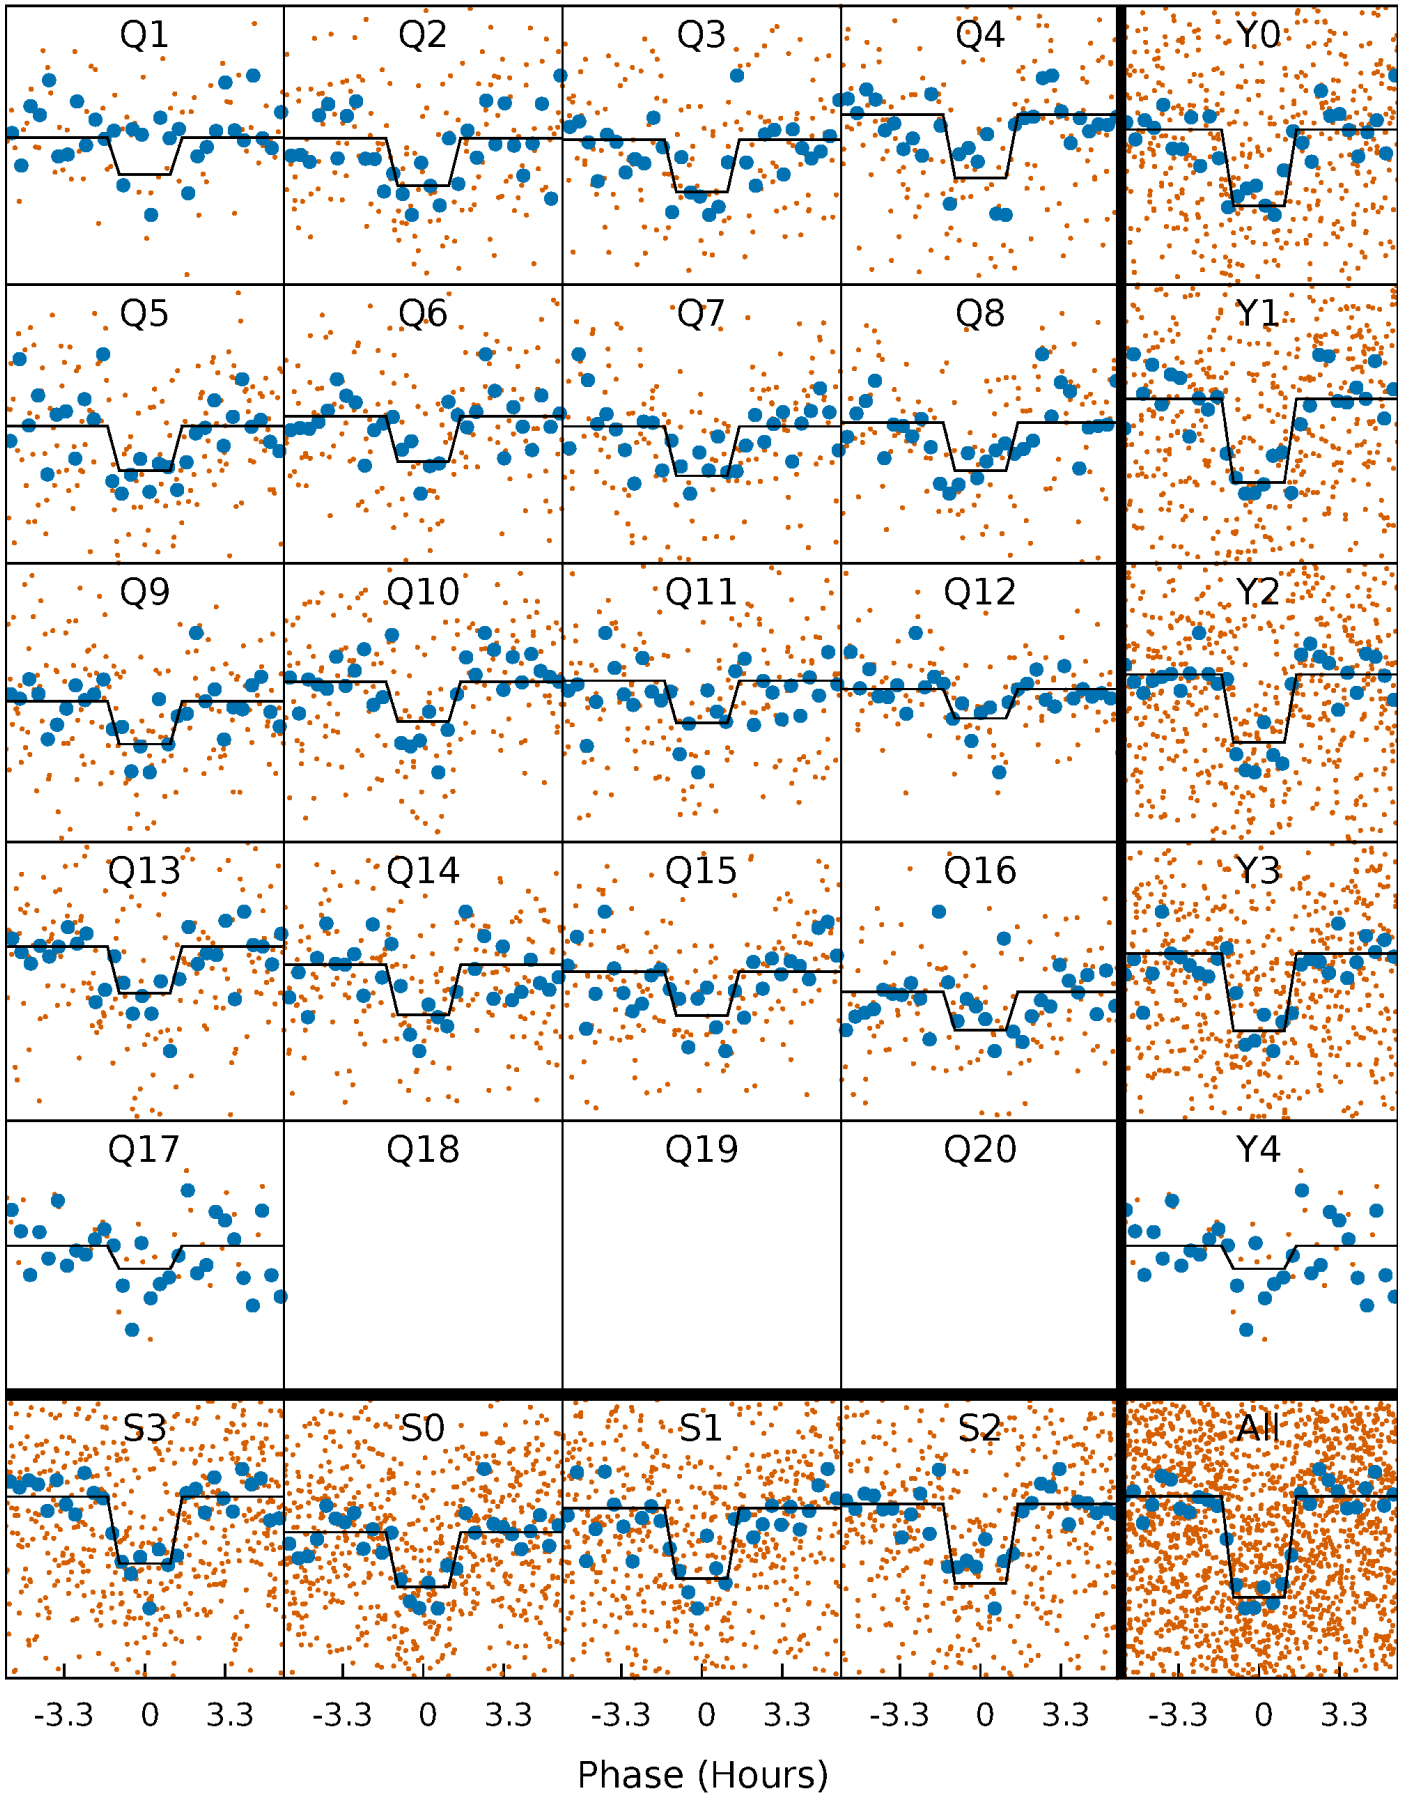 Q1 Q2 Q3 Q4 Y0
Q5 Q6 Q7 Q8 Y1
Q9 Q10 Q11 Q12 Y2
Q13 Q14 Q15 Q16 Y3
Q17 Q18 Q19 Q20 Y4
S3 S0 S1 S2 All
-3.3 0 3.3 -3.3 0 3.3 -3.3 0 3.3 -3.3 0 3.3 -3.3 0 3.3
Phase (Hours)